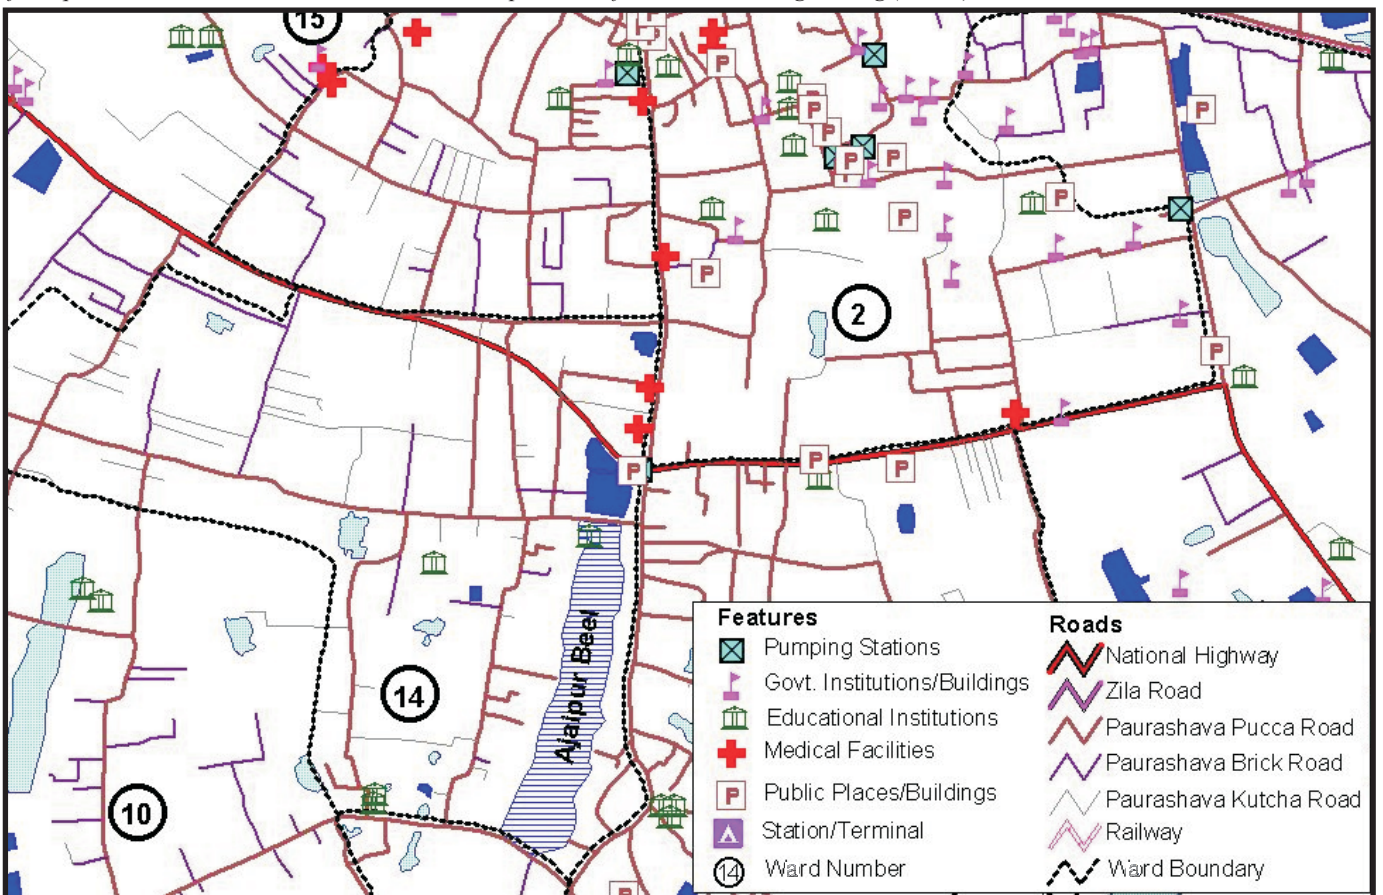 15
2
Ajaipur Beel
14
10
Features
Pumping Stations
Govt. Institutions/Buildings
Educational Institutions
Medical Facilities
P Public Places/Buildings
Station/Terminal
14 Ward Number
Roads
National Highway
Zila Road
Paurashava Pucca Road
Paurashava Brick Road
Paurashava Kutcha Road
Railway
Ward Boundary